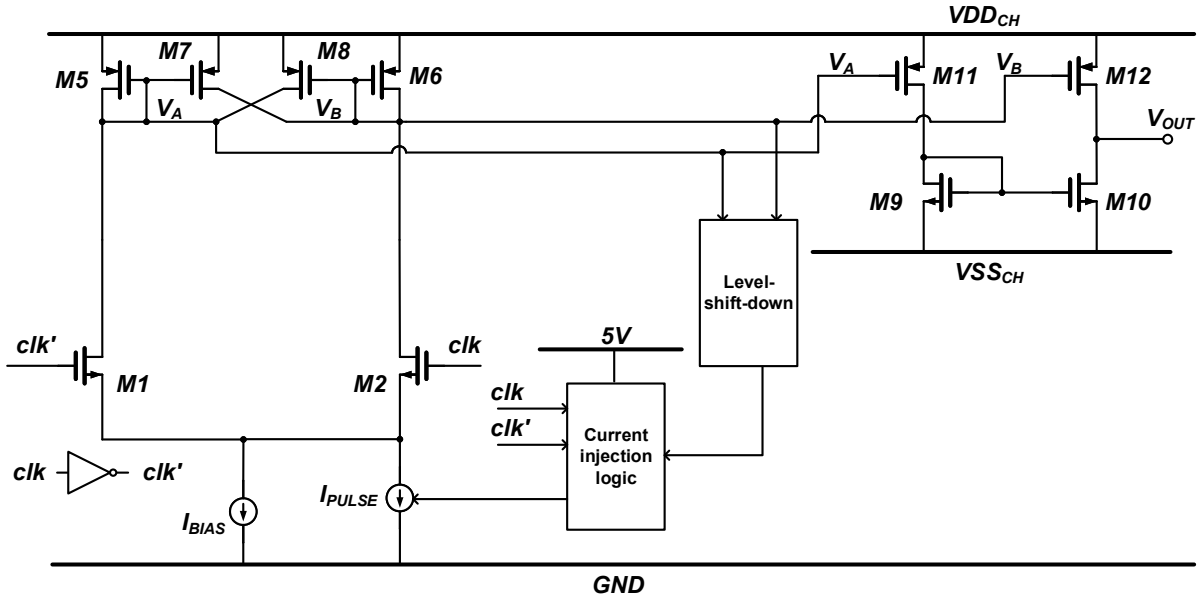 VDD_CH
M5
M7
M8
M6
V_A
V_B
V_A
M11
V_B
M12
V_OUT
M9
M10
VSS_CH
Level-
shift-down
clk'
M1
M2
clk
5V
clk
clk'
Current
injection
logic
clk
clk'
I_BIAS
I_PULSE
GND